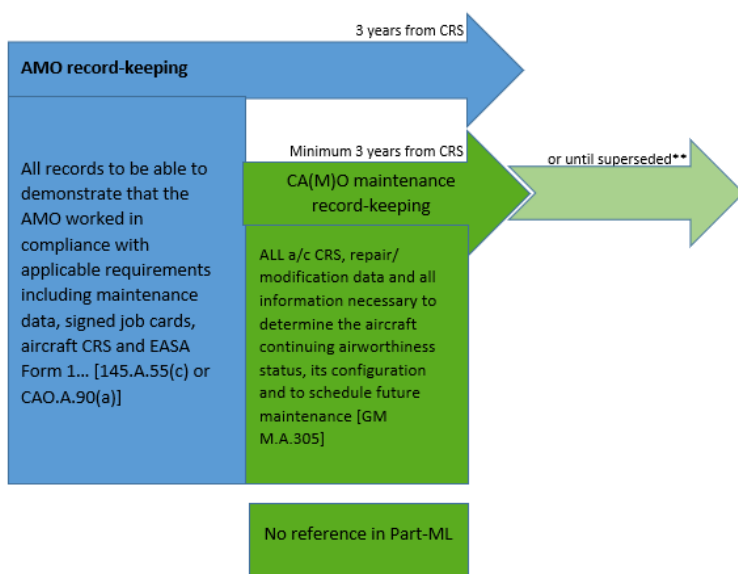 3 years from CRS
AMO record-keeping
Minimum 3 years from CRS
or until superseded**
CA(M)O maintenance
record-keeping
All records to be able to
demonstrate that the
AMO worked in
compliance with
applicable requirements
including maintenance
data, signed job cards,
aircraft CRS and EASA
Form 1... [145.A.55(c) or
CAO.A.90(a)]
ALL a/c CRS, repair/
modification data and all
information necessary to
determine the aircraft
continuing airworthiness
status, its configuration
and to schedule future
maintenance [GM
M.A.305]
No reference in Part-ML